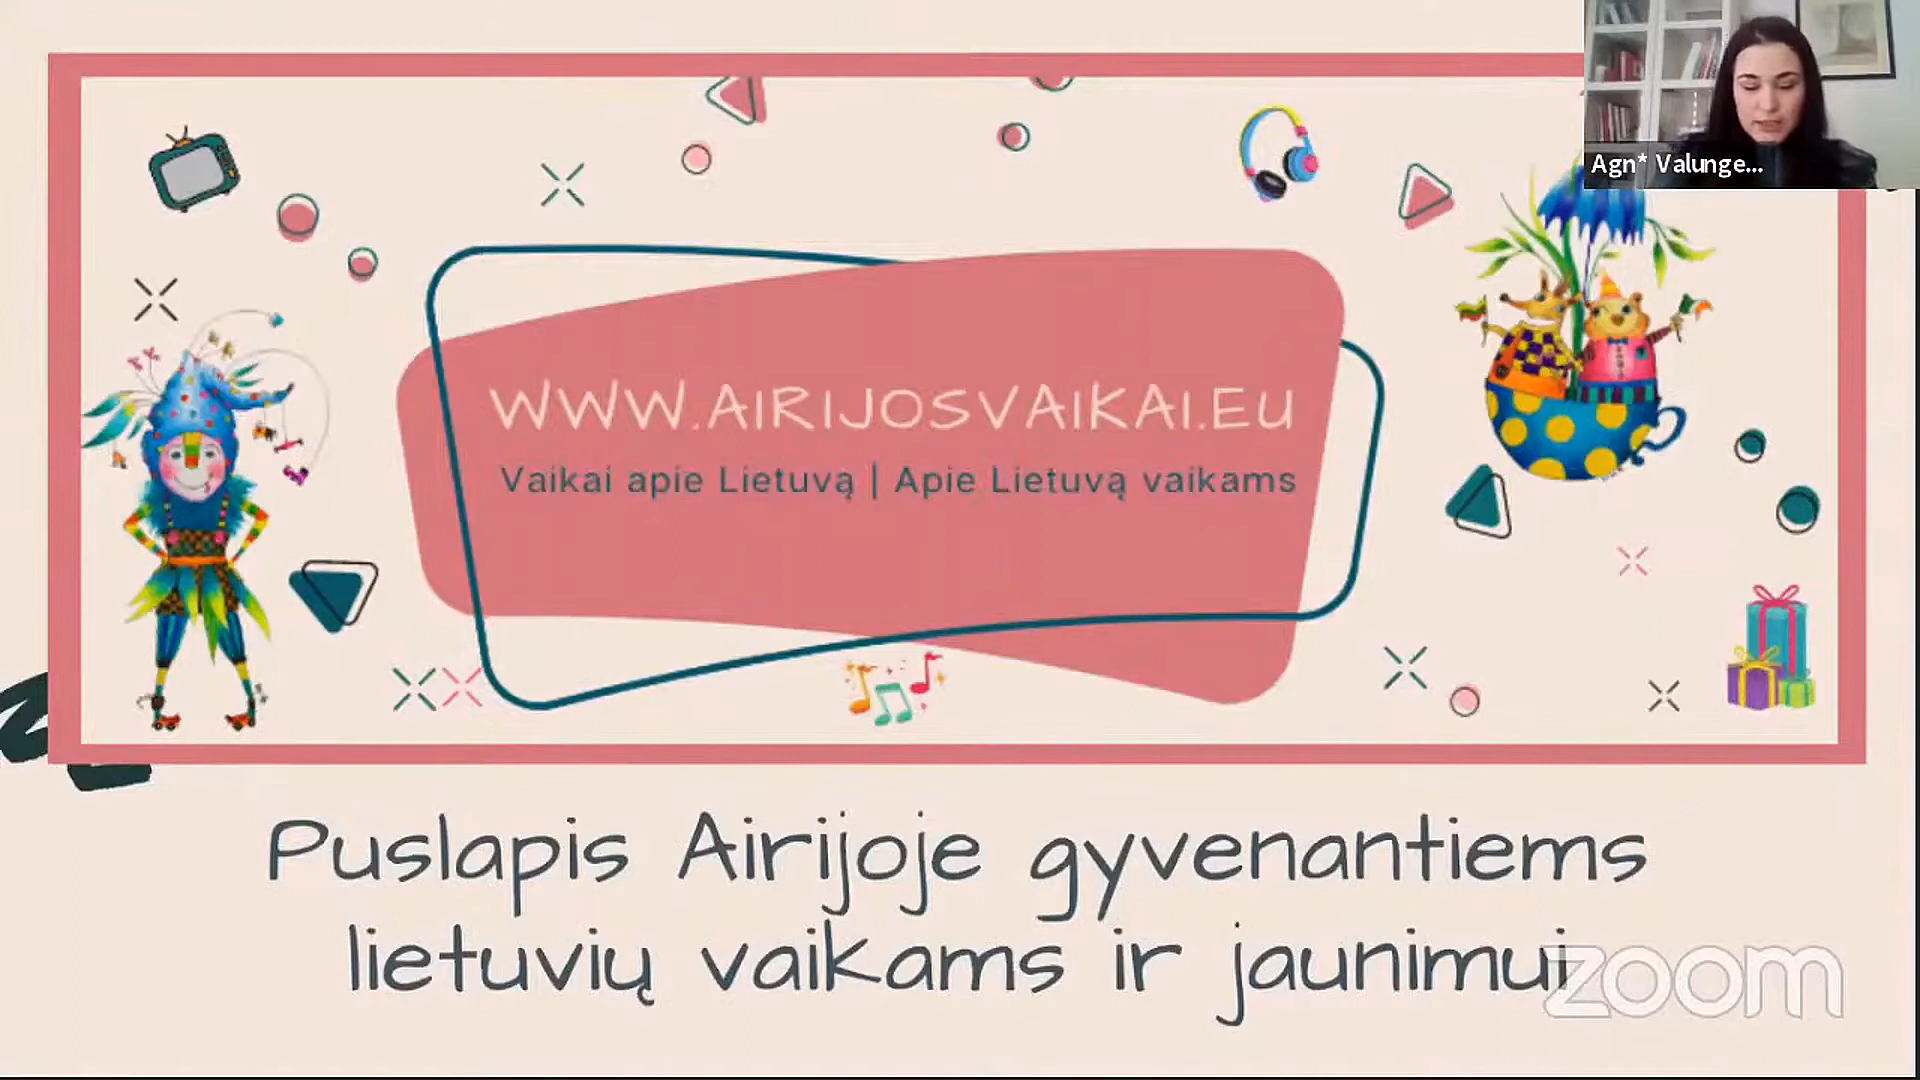 Agn* Valunge...
WWW.AIRIJOSVAIKAI.EU
Vaikai apie Lietuvą | Apie Lietuvą vaikams
Puslapis Airijoje gyvenantiems
lietuvių vaikams ir jaunimui
zoom